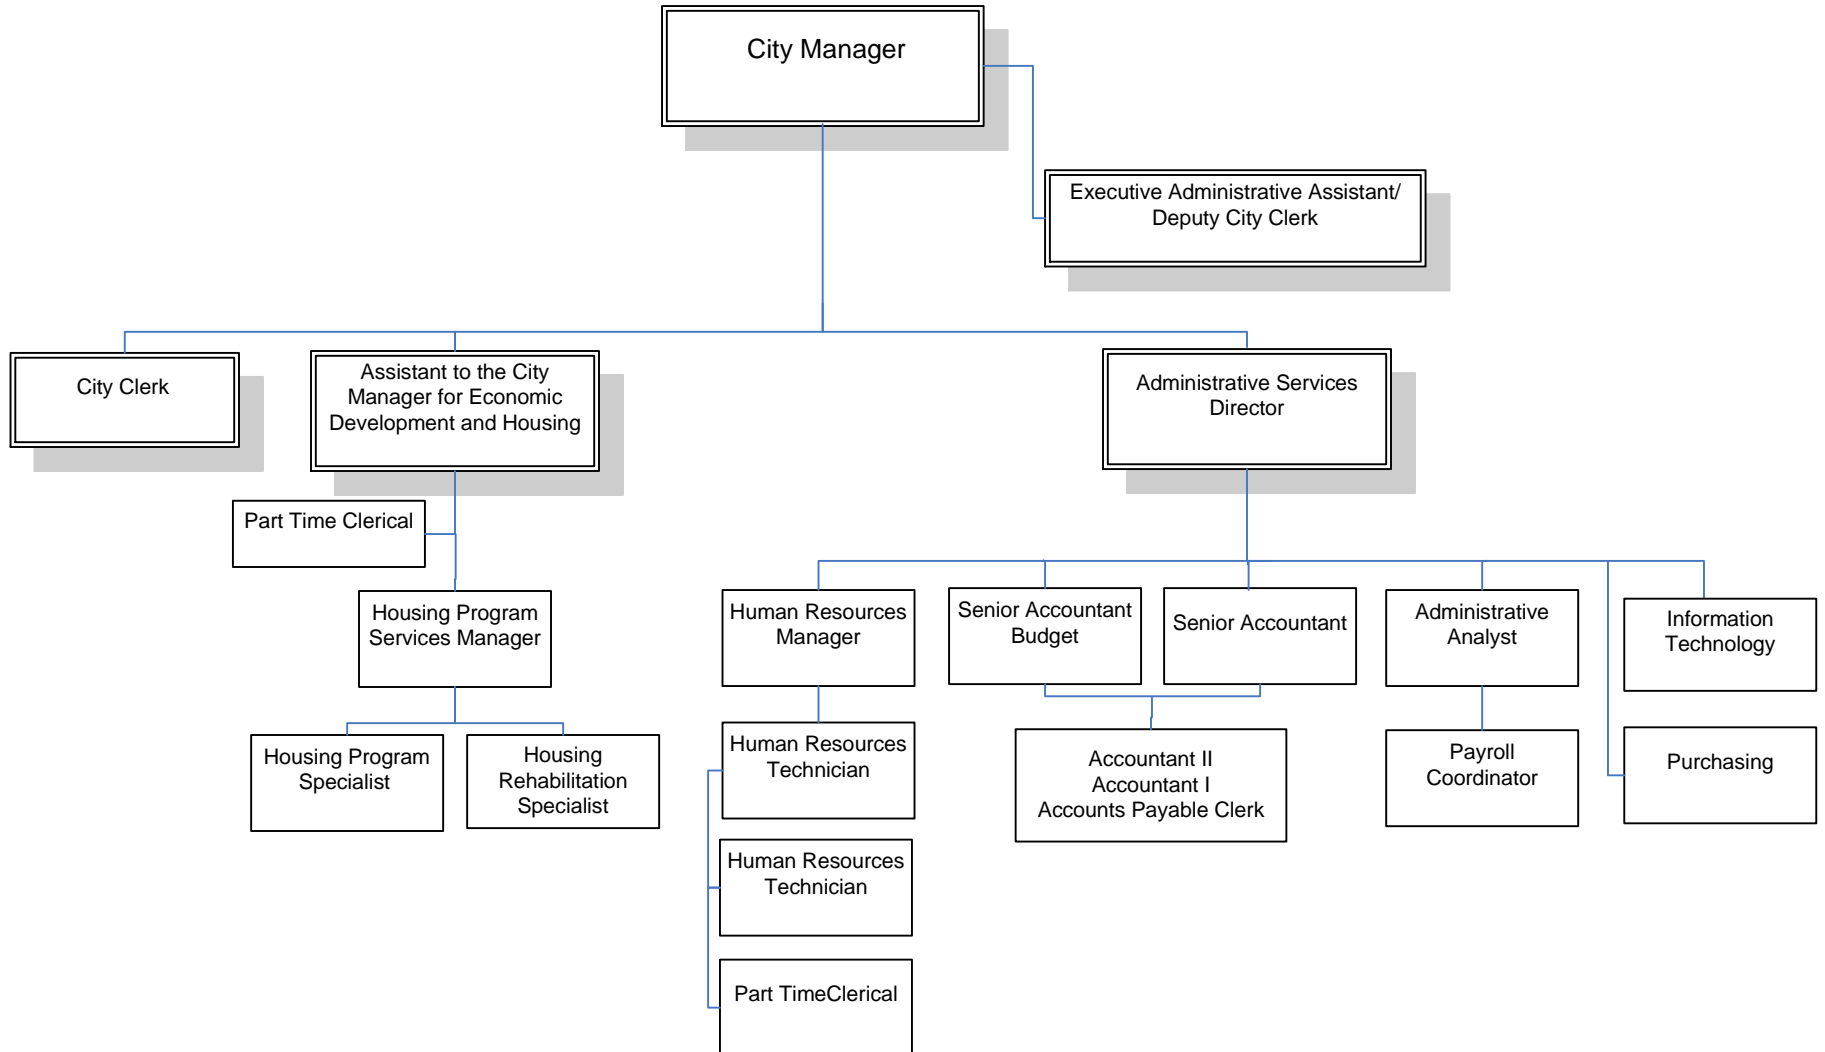 City Manager
Executive Administrative Assistant/
Deputy City Clerk
City Clerk
Assistant to the City
Manager for Economic
Development and Housing
Administrative Services
Director
Part Time Clerical
Housing Program
Services Manager
Human Resources
Manager
Senior Accountant
Budget
Senior Accountant
Administrative
Analyst
Information
Technology
Housing Program
Specialist
Housing
Rehabilitation
Specialist
Human Resources
Technician
Accountant II
Accountant I
Accounts Payable Clerk
Payroll
Coordinator
Purchasing
Human Resources
Technician
Part TimeClerical